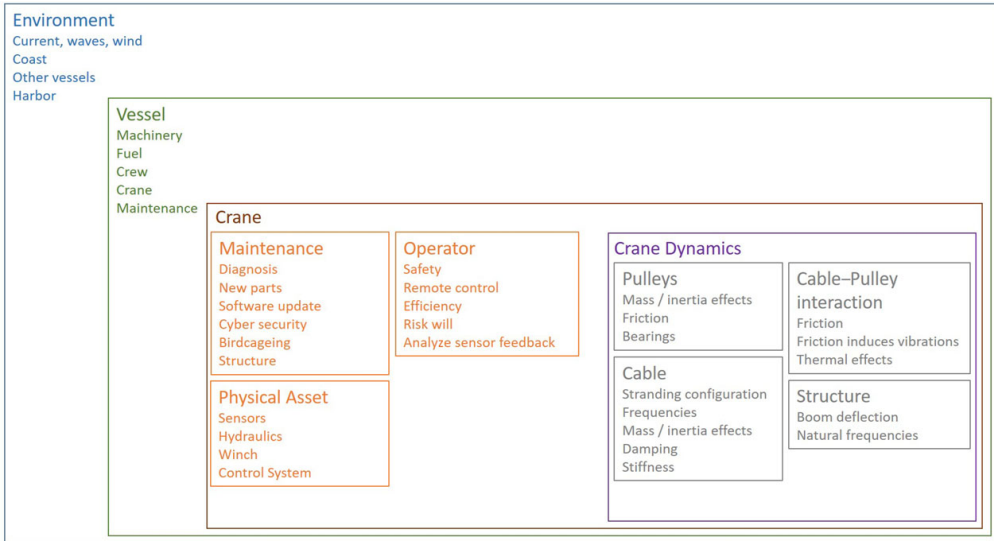 Environment
Current, waves, wind
Coast
Other vessels
Harbor
Vessel
Machinery
Fuel
Crew
Crane
Maintenance
Crane
Maintenance
Diagnosis
New parts
Software update
Cyber security
Birdcageing
Structure
Operator
Safety
Remote control
Efficiency
Risk will
Analyze sensor feedback
Physical Asset
Sensors
Hydraulics
Winch
Control System
Crane Dynamics
Pulleys
Mass / inertia effects
Friction
Bearings
Cable
Stranding configuration
Frequencies
Mass / inertia effects
Damping
Stiffness
Cable–Pulley
interaction
Friction
Friction induces vibrations
Thermal effects
Structure
Boom deflection
Natural frequencies